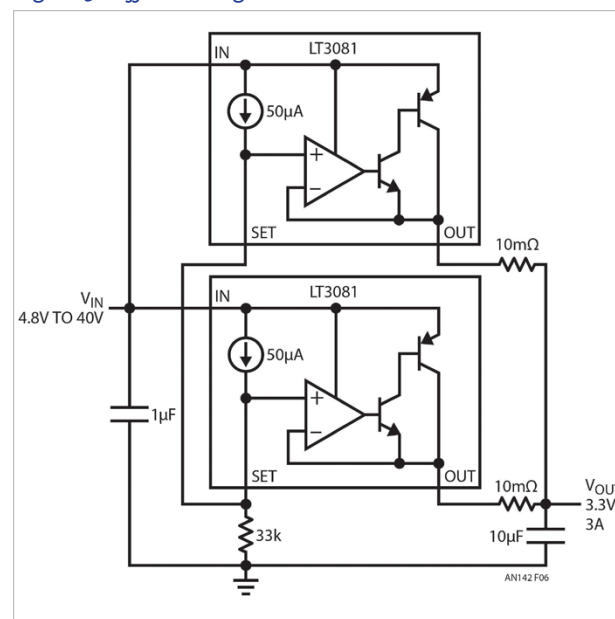 IN
LT3081
50µA
+
−
SET
OUT
10mΩ
IN
LT3081
VIN
4.8V TO 40V
50µA
+
−
1µF
SET
OUT
10mΩ
VOUT
3.3V
3A
33k
10µF
AN142 F06